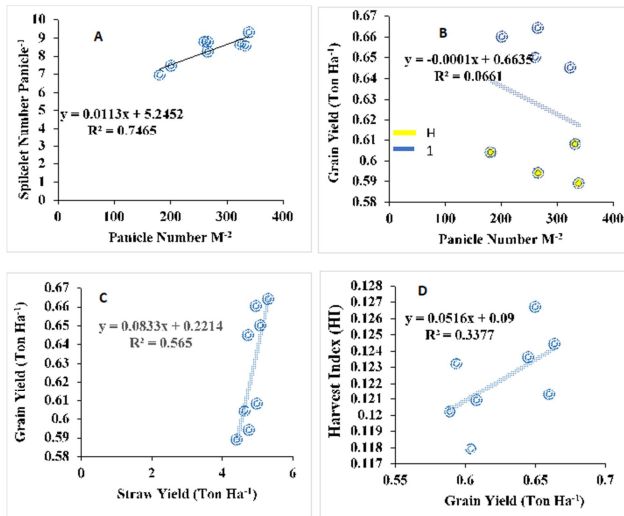 A
Spikelet Number Panicle⁻¹
10
9
8
7
6
5
4
3
2
1
0
y = 0.0113x + 5.2452
R² = 0.7465
0
100
200
300
400
Panicle Number M⁻²
B
Grain Yield (Ton Ha⁻¹)
0.67
0.66
0.65
0.64
0.63
0.62
0.61
0.6
0.59
0.58
y = -0.0001x + 0.6635
R² = 0.0661
H
1
0
100
200
300
400
Panicle Number M⁻²
C
Grain Yield (Ton Ha⁻¹)
0.67
0.66
0.65
0.64
0.63
0.62
0.61
0.6
0.59
0.58
y = 0.0833x + 0.2214
R² = 0.565
0
2
4
6
Straw Yield (Ton Ha⁻¹)
D
Harvest Index (HI)
0.128
0.127
0.126
0.124
0.123
0.121
0.12
0.118
0.117
y = 0.0516x + 0.09
R² = 0.3377
0.55
0.6
0.65
0.7
Grain Yield (Ton Ha⁻¹)